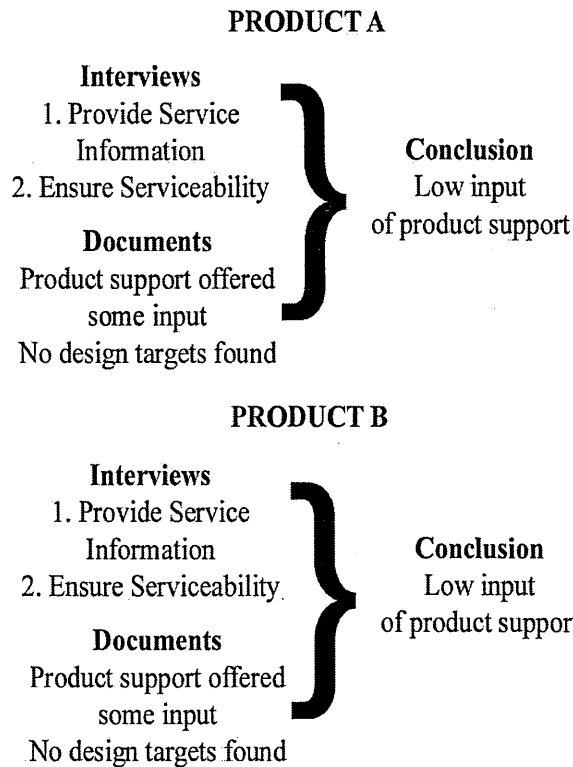 PRODUCT A
Interviews
1. Provide Service
Information
2. Ensure Serviceability
Documents
Product support offered
some input
No design targets found
Conclusion
Low input
of product support
PRODUCT B
Interviews
1. Provide Service
Information
2. Ensure Serviceability
Documents
Product support offered
some input
No design targets found
Conclusion
Low input
of product suppor